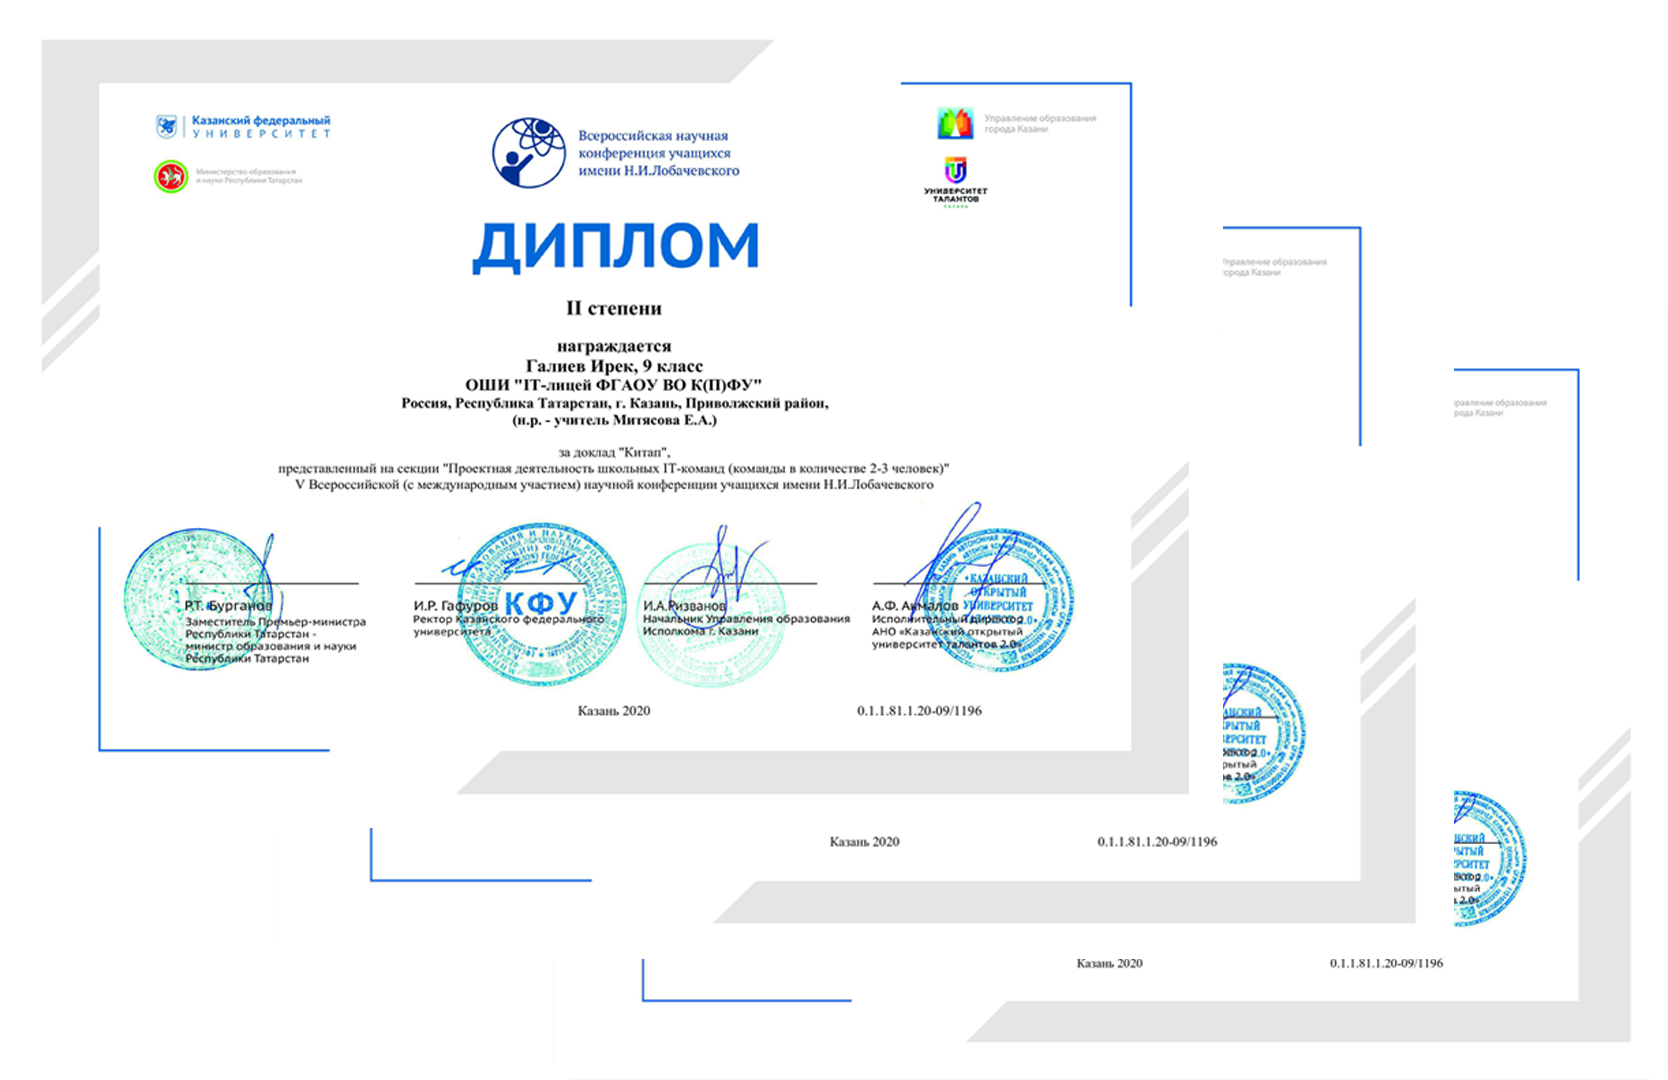 Казанский федеральный
УНИВЕРСИТЕТ
Министерство образования
и науки Республики Татарстан
Всероссийская научная
конференция учащихся
имени Н.И.Лобачевского
Управление образования
города Казани
УНИВЕРСИТЕТ
ТАЛАНТОВ
КАЗАНЬ
ДИПЛОМ
II степени
награждается
Галиев Ирек, 9 класс
ОШИ "IT-лицей ФГАОУ ВО К(П)ФУ"
Россия, Республика Татарстан, г. Казань, Приволжский район,
(н.р. - учитель Митясова Е.А.)
за доклад "Китап",
представленный на секции "Проектная деятельность школьных IT-команд (команды в количестве 2-3 человек)"
V Всероссийской (с международным участием) научной конференции учащихся имени Н.И.Лобачевского
Р.Т. Бурганов
Заместитель Премьер-министра
Республики Татарстан -
министр образования и науки
Республики Татарстан
И.Р. Гафуров
Ректор Казанского федерального
университета
КФУ
И.А.Ризванов
Начальник Управления образования
Исполкома г. Казани
А.Ф. Акмалов
Исполнительный директор
АНО «Казанский открытый
университет талантов 2.0»
КАЗАНСКИЙ
ОТКРЫТЫЙ
УНИВЕРСИТЕТ
Казань 2020
0.1.1.81.1.20-09/1196
Управление образования
города Казани
Казань 2020
0.1.1.81.1.20-09/1196
равление образования
рода Казани
Казань 2020
0.1.1.81.1.20-09/1196